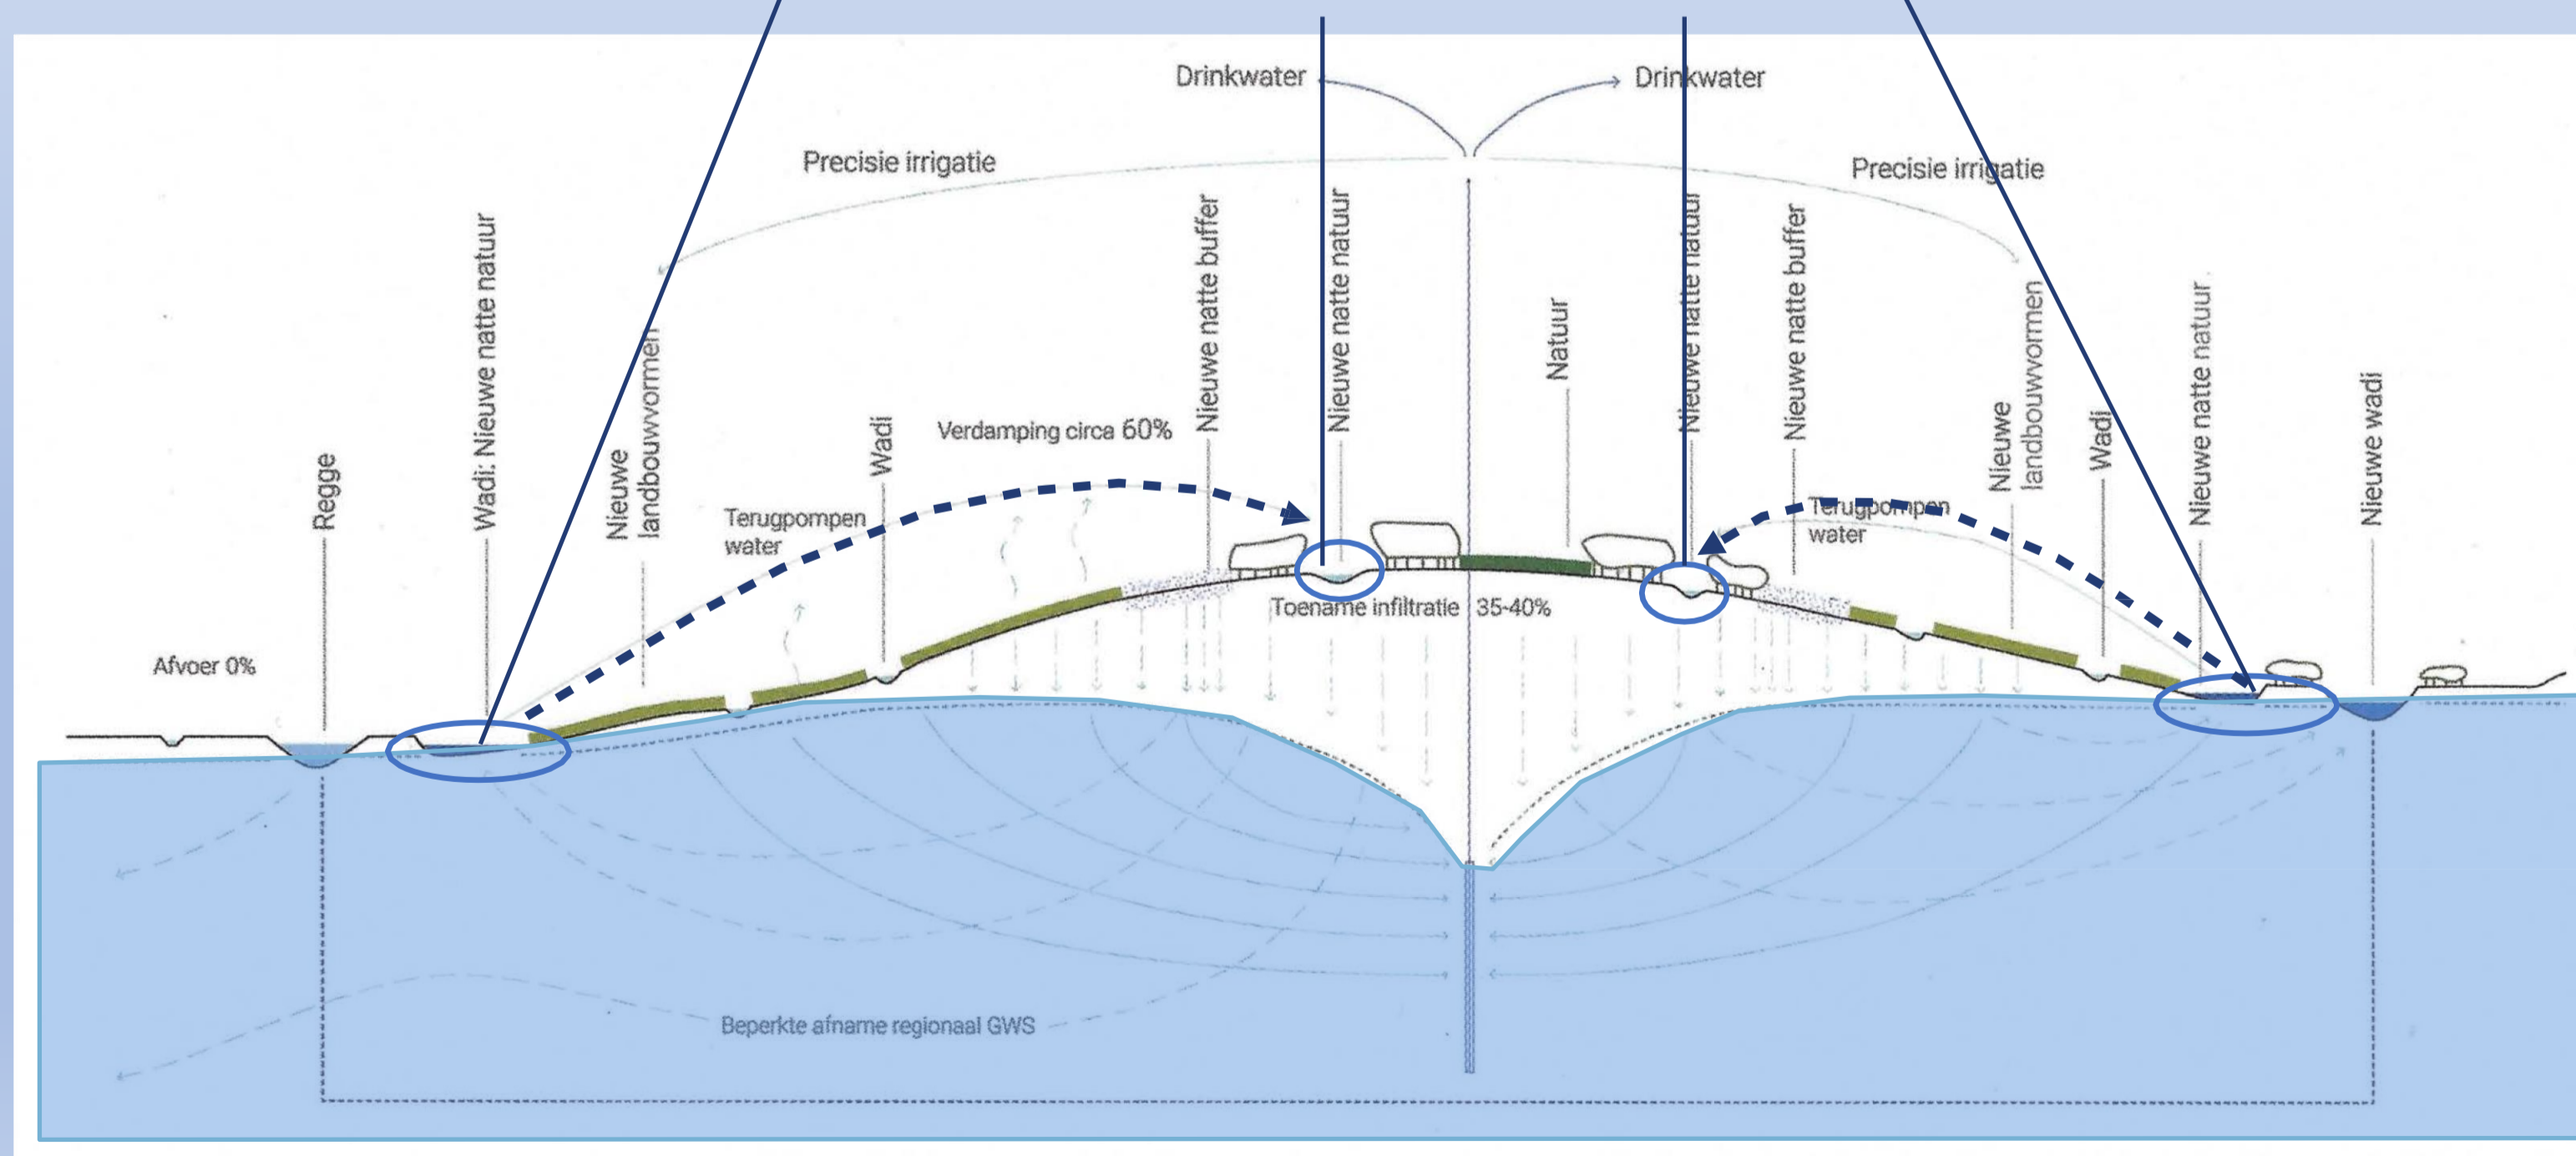 Drinkwater
Drinkwater
Precisie irrigatie
Precisie irrigatie
Regge
Wadi: Nieuwe natte natuur
Nieuwe
landbouwvormen
Wadi
Verdamping circa 60%
Nieuwe natte buffer
Nieuwe natte natuur
Natuur
Nieuwe natte natuur
Nieuwe natte buffer
Nieuwe
landbouwvormen
Wadi
Nieuwe natte natuur
Nieuwe wadi
Terugpompen
water
Terugpompen
water
Toename infiltratie 35-40%
Afvoer 0%
Beperkte afname regionaal GWS